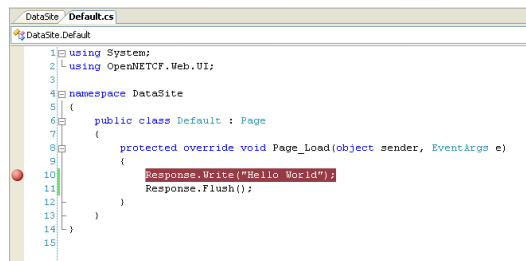 DataSite Default.cs
DataSite.Default
1 using System;
2 using OpenNETCF.Web.UI;
3
4 namespace DataSite
5 {
6 public class Default : Page
7 {
8 protected override void Page_Load(object sender, EventArgs e)
9 {
10 Response.Write("Hello World");
11 Response.Flush();
12 }
13 }
14 }
15